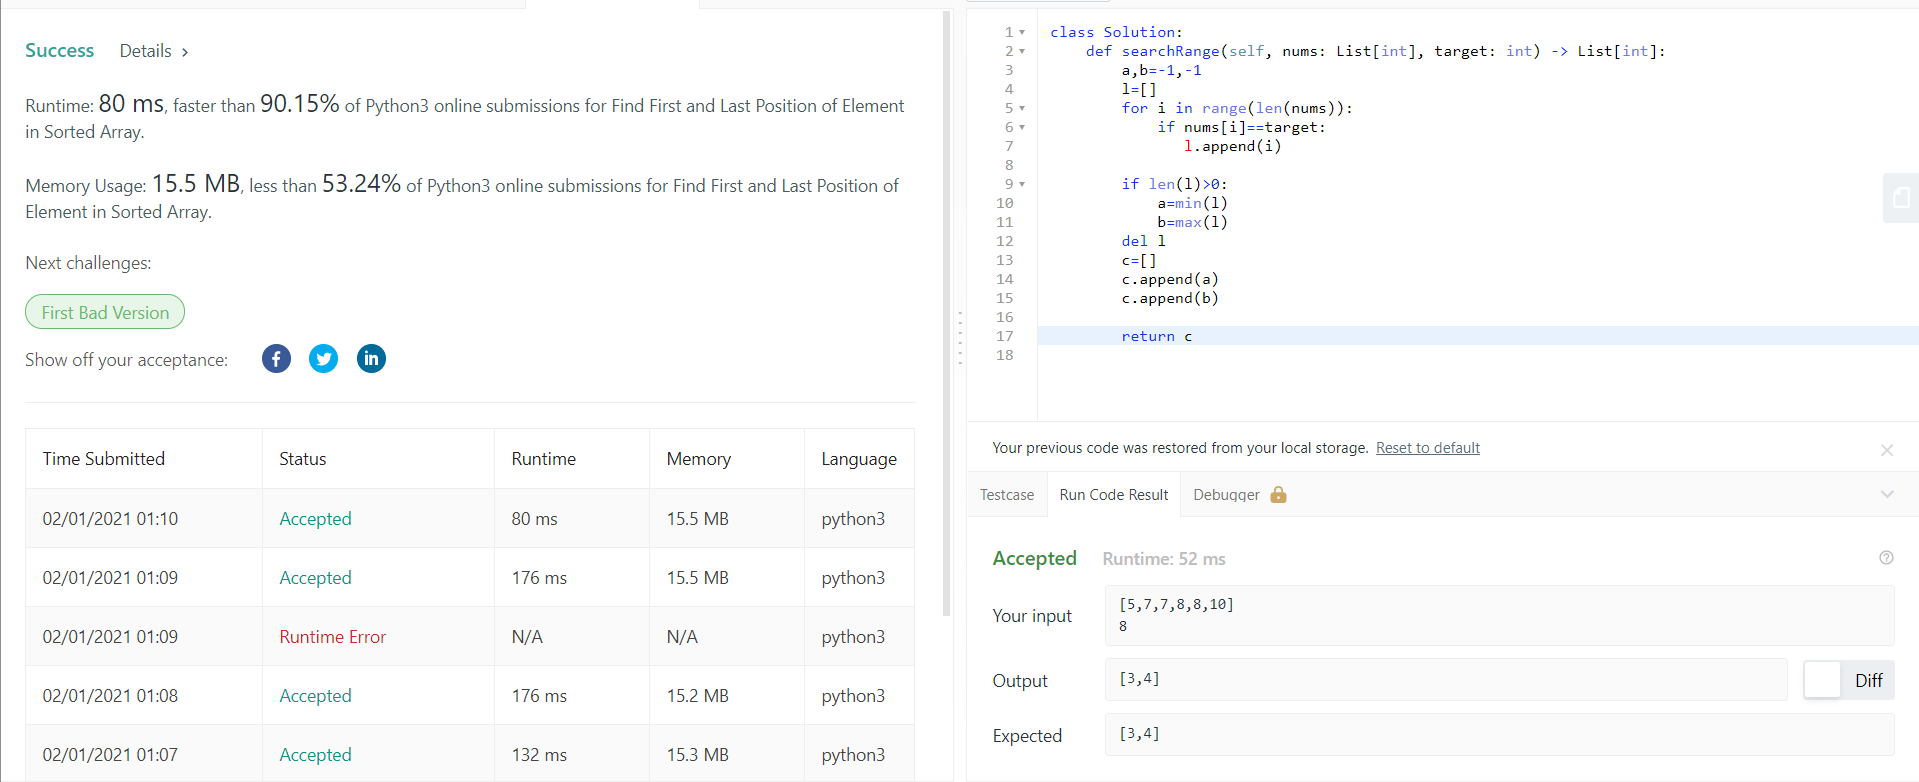 Success Details >
Runtime: 80 ms, faster than 90.15% of Python3 online submissions for Find First and Last Position of Element
in Sorted Array.
Memory Usage: 15.5 MB, less than 53.24% of Python3 online submissions for Find First and Last Position of
Element in Sorted Array.
Next challenges:
First Bad Version
Show off your acceptance:
Time Submitted Status Runtime Memory Language
02/01/2021 01:10 Accepted 80 ms 15.5 MB python3
02/01/2021 01:09 Accepted 176 ms 15.5 MB python3
02/01/2021 01:09 Runtime Error N/A N/A python3
02/01/2021 01:08 Accepted 176 ms 15.2 MB python3
02/01/2021 01:07 Accepted 132 ms 15.3 MB python3
1 class Solution:
2     def searchRange(self, nums: List[int], target: int) -> List[int]:
3         a,b=-1,-1
4         l=[]
5         for i in range(len(nums)):
6             if nums[i]==target:
7                l.append(i)
8
9         if len(l)>0:
10             a=min(l)
11             b=max(l)
12         del l
13         c=[]
14         c.append(a)
15         c.append(b)
16
17         return c
18
Your previous code was restored from your local storage. Reset to default
Testcase Run Code Result Debugger
Accepted Runtime: 52 ms
Your input
[5,7,7,8,8,10]
8
Output [3,4] Diff
Expected [3,4]